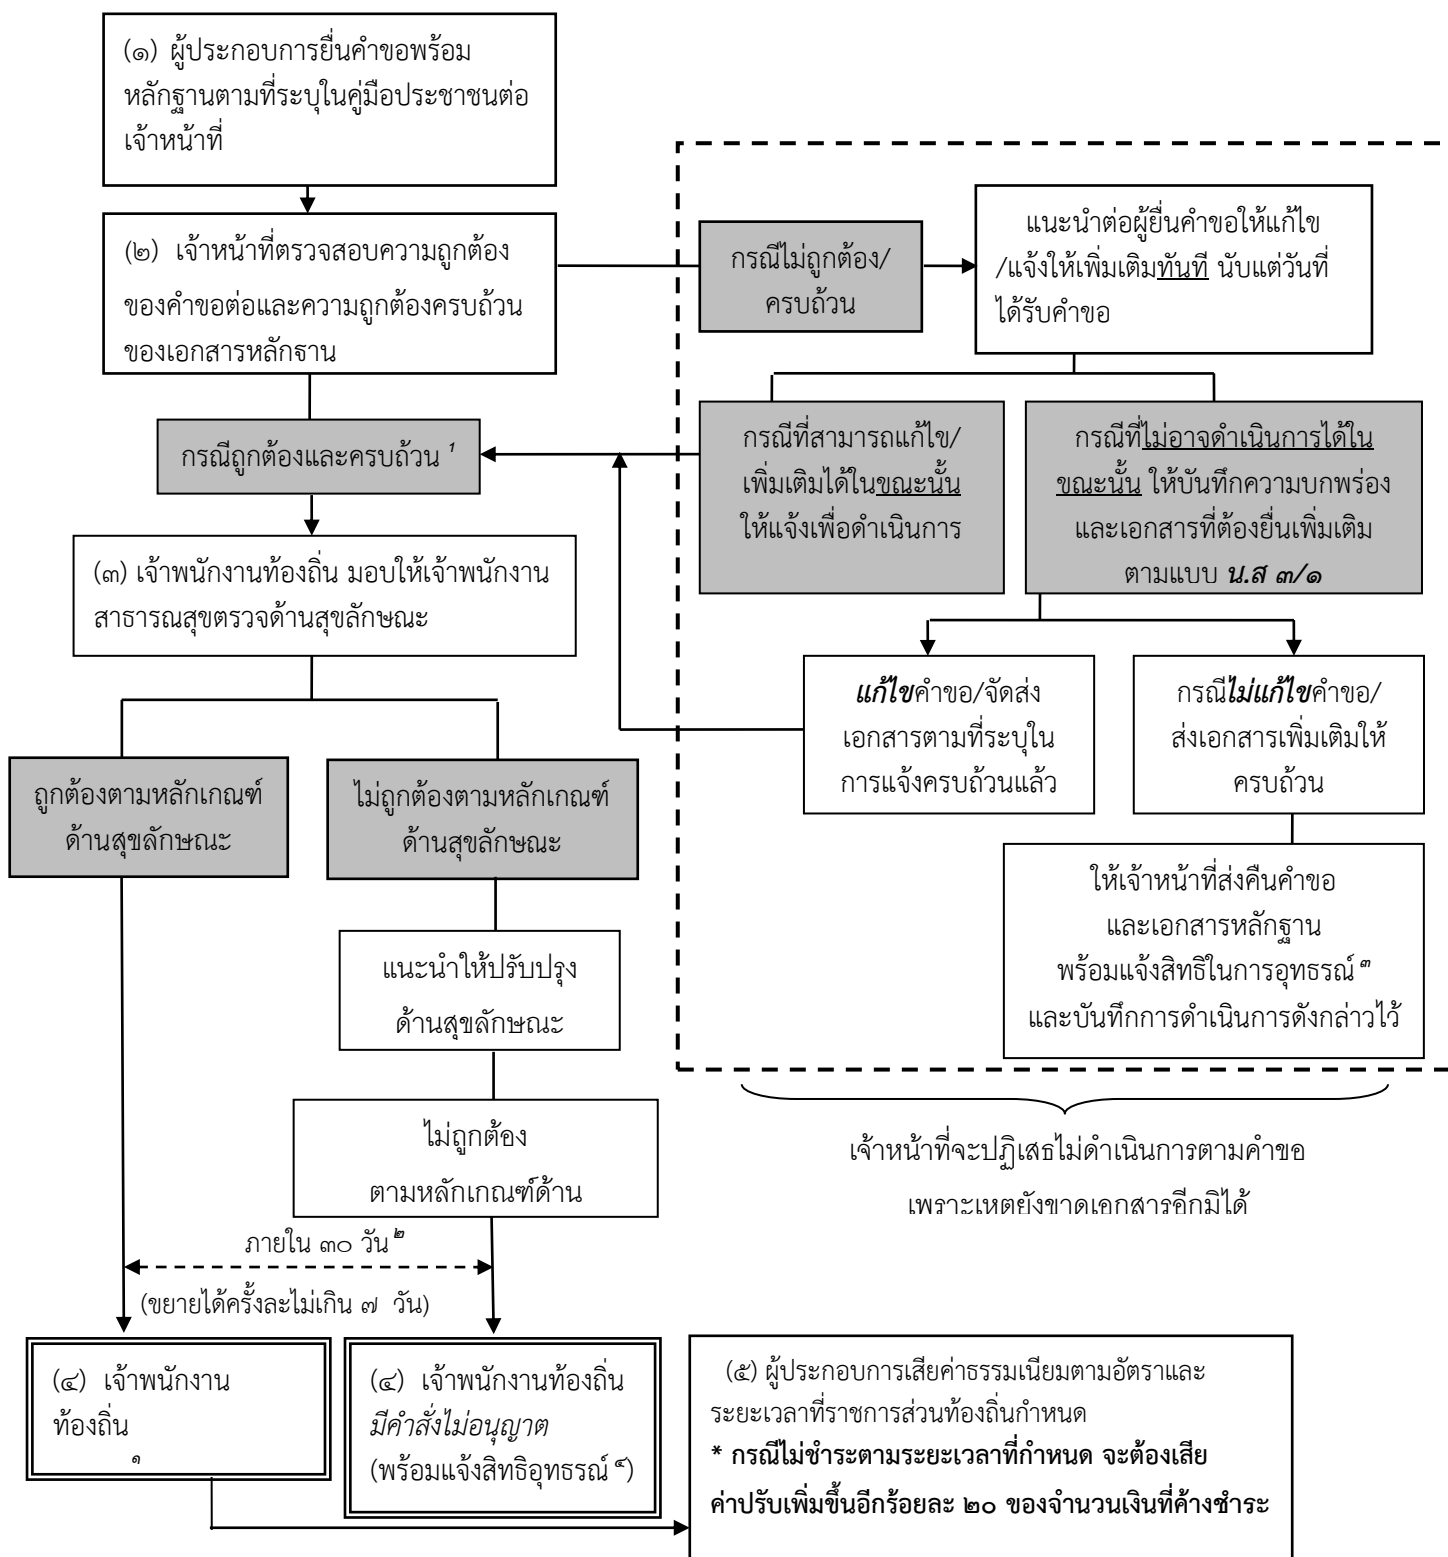 (๑) ผู้ประกอบการยื่นคำขอพร้อม
หลักฐานตามที่ระบุในคู่มือประชาชนต่อ
เจ้าหน้าที่
(๒) เจ้าหน้าที่ตรวจสอบความถูกต้อง
ของคำขอต่อและความถูกต้องครบถ้วน
ของเอกสารหลักฐาน
กรณีไม่ถูกต้อง/
ครบถ้วน
แนะนำต่อผู้ยื่นคำขอให้แก้ไข
/แจ้งให้เพิ่มเติมทันที นับแต่วันที่
ได้รับคำขอ
กรณีถูกต้องและครบถ้วน ¹
กรณีที่สามารถแก้ไข/
เพิ่มเติมได้ในขณะนั้น
ให้แจ้งเพื่อดำเนินการ
กรณีที่ไม่อาจดำเนินการได้ใน
ขณะนั้น ให้บันทึกความบกพร่อง
และเอกสารที่ต้องยื่นเพิ่มเติม
ตามแบบ น.ส ๓/๑
(๓) เจ้าพนักงานท้องถิ่น มอบให้เจ้าพนักงาน
สาธารณสุขตรวจด้านสุขลักษณะ
แก้ไขคำขอ/จัดส่ง
เอกสารตามที่ระบุใน
การแจ้งครบถ้วนแล้ว
กรณีไม่แก้ไขคำขอ/
ส่งเอกสารเพิ่มเติมให้
ครบถ้วน
ถูกต้องตามหลักเกณฑ์
ด้านสุขลักษณะ
ไม่ถูกต้องตามหลักเกณฑ์
ด้านสุขลักษณะ
ให้เจ้าหน้าที่ส่งคืนคำขอ
และเอกสารหลักฐาน
พร้อมแจ้งสิทธิในการอุทธรณ์ ๓
และบันทึกการดำเนินการดังกล่าวไว้
แนะนำให้ปรับปรุง
ด้านสุขลักษณะ
ไม่ถูกต้อง
ตามหลักเกณฑ์ด้าน
เจ้าหน้าที่จะปฏิเสธไม่ดำเนินการตามคำขอ
เพราะเหตุยังขาดเอกสารอีกมิได้
ภายใน ๓๐ วัน ๒
(ขยายได้ครั้งละไม่เกิน ๗ วัน)
(๔) เจ้าพนักงาน
ท้องถิ่น
๑
(๔) เจ้าพนักงานท้องถิ่น
มีคำสั่งไม่อนุญาต
(พร้อมแจ้งสิทธิอุทธรณ์ ๔)
(๕) ผู้ประกอบการเสียค่าธรรมเนียมตามอัตราและ
ระยะเวลาที่ราชการส่วนท้องถิ่นกำหนด
* กรณีไม่ชำระตามระยะเวลาที่กำหนด จะต้องเสีย
ค่าปรับเพิ่มขึ้นอีกร้อยละ ๒๐ ของจำนวนเงินที่ค้างชำระ